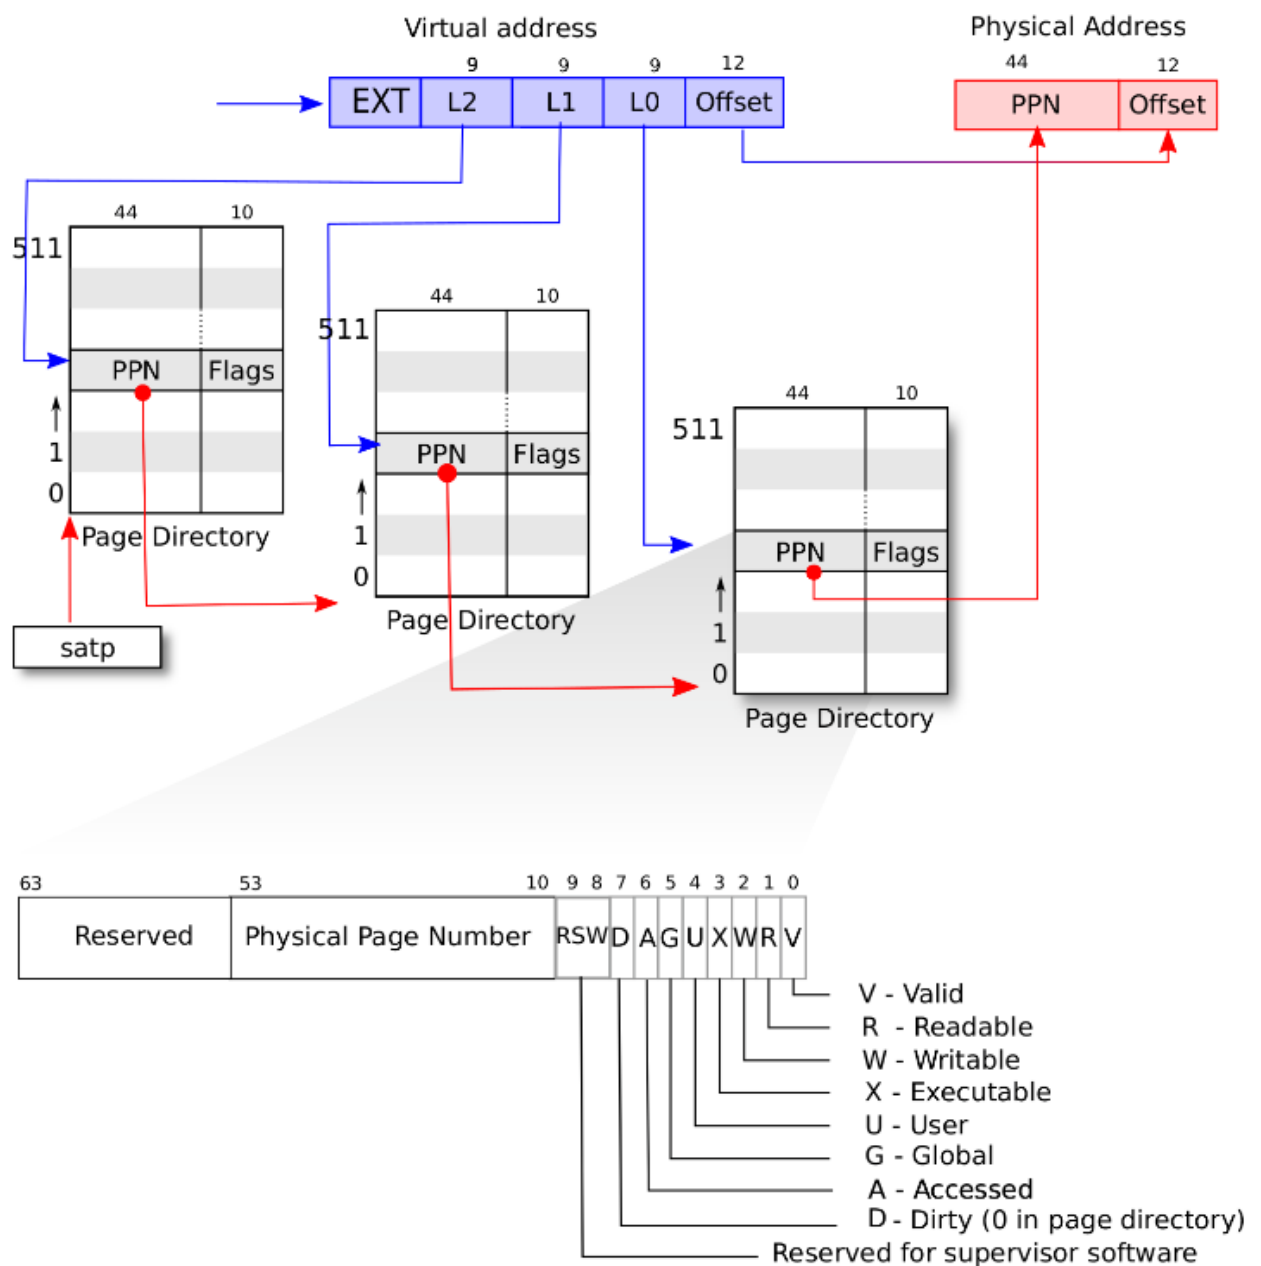 Virtual address
Physical Address
9 9 9 12
44 12
EXT L2 L1 L0 Offset
PPN Offset
44 10
511
PPN Flags
1
0
Page Directory
satp
44 10
511
PPN Flags
1
0
Page Directory
44 10
511
PPN Flags
1
0
Page Directory
63 53 10 9 8 7 6 5 4 3 2 1 0
Reserved Physical Page Number RSW D A G U X W R V
V - Valid
R - Readable
W - Writable
X - Executable
U - User
G - Global
A - Accessed
D - Dirty (0 in page directory)
Reserved for supervisor software